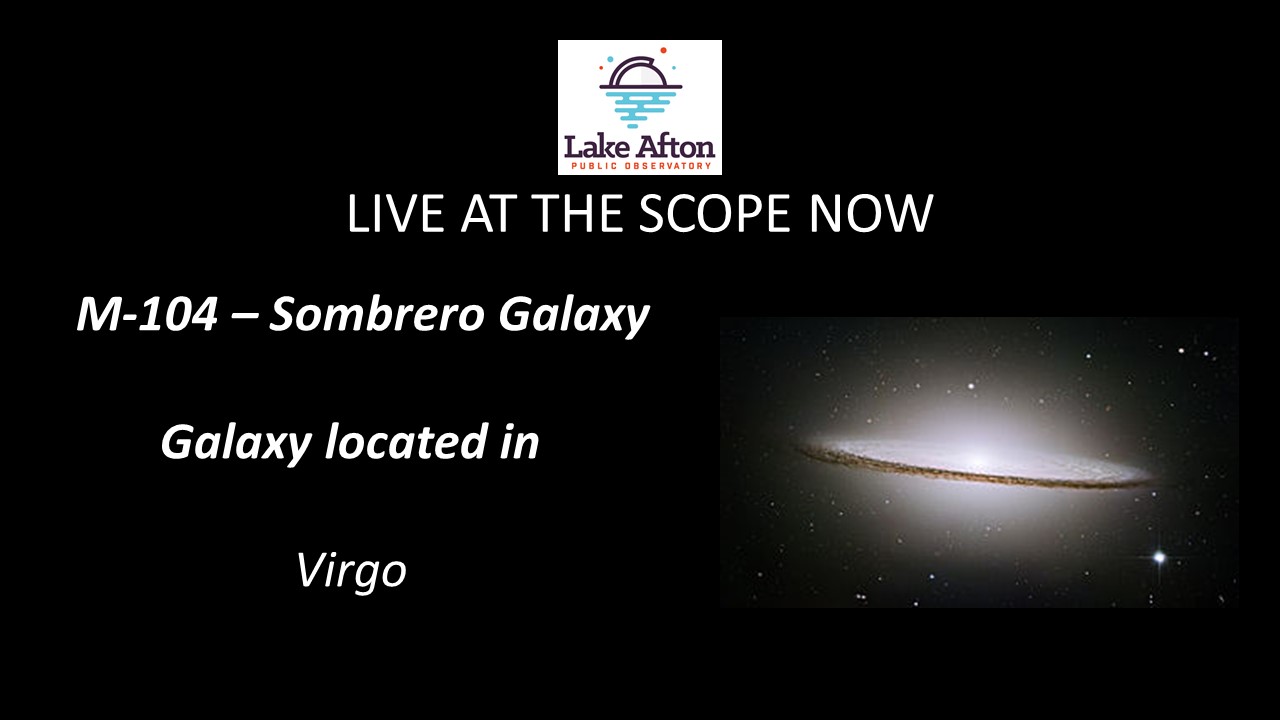 Lake Afton
PUBLIC OBSERVATORY
LIVE AT THE SCOPE NOW
M-104 – Sombrero Galaxy
Galaxy located in
Virgo